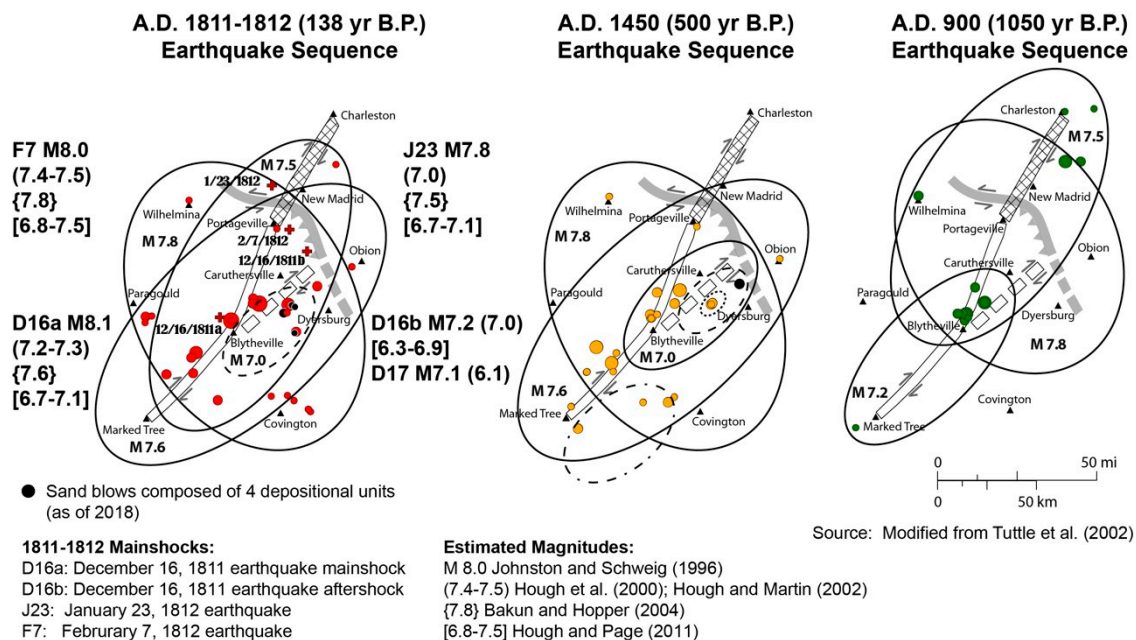 A.D. 1811-1812 (138 yr B.P.)
Earthquake Sequence
A.D. 1450 (500 yr B.P.)
Earthquake Sequence
A.D. 900 (1050 yr B.P.)
Earthquake Sequence
F7 M8.0
(7.4-7.5)
{7.8}
[6.8-7.5]
D16a M8.1
(7.2-7.3)
{7.6}
[6.7-7.1]
Charleston
M 7.5
1/23/1812
New Madrid
Wilhelmina
Portageville
M 7.8
2/7/1812
12/16/1811b
Obion
Caruthersville
Paragould
Dyersburg
12/16/1811a
Blytheville
M 7.0
Covington
Marked Tree
M 7.6
J23 M7.8
(7.0)
{7.5}
[6.7-7.1]
D16b M7.2 (7.0)
[6.3-6.9]
D17 M7.1 (6.1)
Charleston
New Madrid
Wilhelmina
Portageville
M 7.8
Obion
Caruthersville
Paragould
Dyersburg
Blytheville
M 7.0
M 7.6
Marked Tree
Covington
Charleston
M 7.5
New Madrid
Wilhelmina
Portageville
Obion
Caruthersville
Paragould
Dyersburg
Blytheville
M 7.8
M 7.2
Marked Tree
Covington
0 50 mi
0 50 km
Source: Modified from Tuttle et al. (2002)
Sand blows composed of 4 depositional units
(as of 2018)
1811-1812 Mainshocks:
D16a: December 16, 1811 earthquake mainshock
D16b: December 16, 1811 earthquake aftershock
J23: January 23, 1812 earthquake
F7: Februrary 7, 1812 earthquake
Estimated Magnitudes:
M 8.0 Johnston and Schweig (1996)
(7.4-7.5) Hough et al. (2000); Hough and Martin (2002)
{7.8} Bakun and Hopper (2004)
[6.8-7.5] Hough and Page (2011)